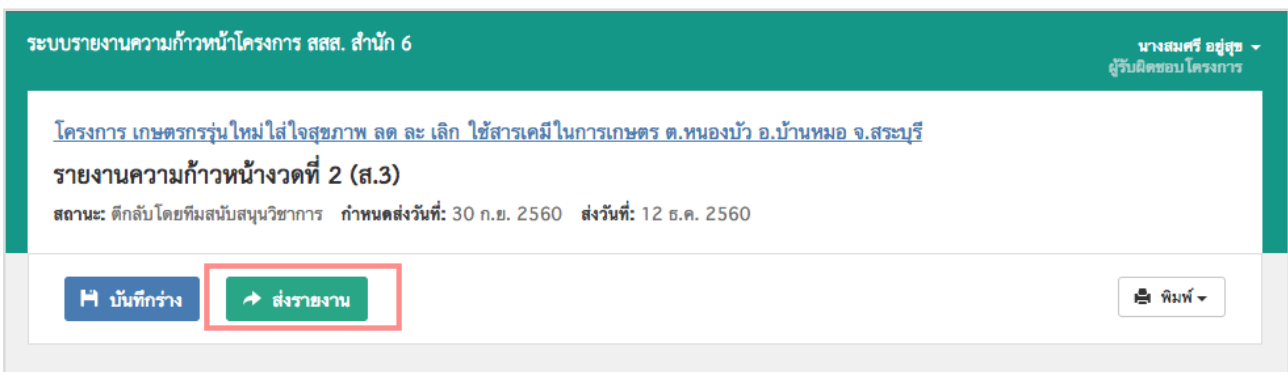 ระบบรายงานความก้าวหน้าโครงการ สสส. สำนัก 6
นางสมศรี อยู่สุข
ผู้รับผิดชอบโครงการ
โครงการ เกษตรกรรุ่นใหม่ใส่ใจสุขภาพ ลด ละ เลิก ใช้สารเคมีในการเกษตร ต.หนองบัว อ.บ้านหมอ จ.สระบุรี
รายงานความก้าวหน้างวดที่ 2 (ส.3)
สถานะ: ตีกลับโดยทีมสนับสนุนวิชาการ กำหนดส่งวันที่: 30 ก.ย. 2560 ส่งวันที่: 12 ธ.ค. 2560
บันทึกร่าง ส่งรายงาน พิมพ์